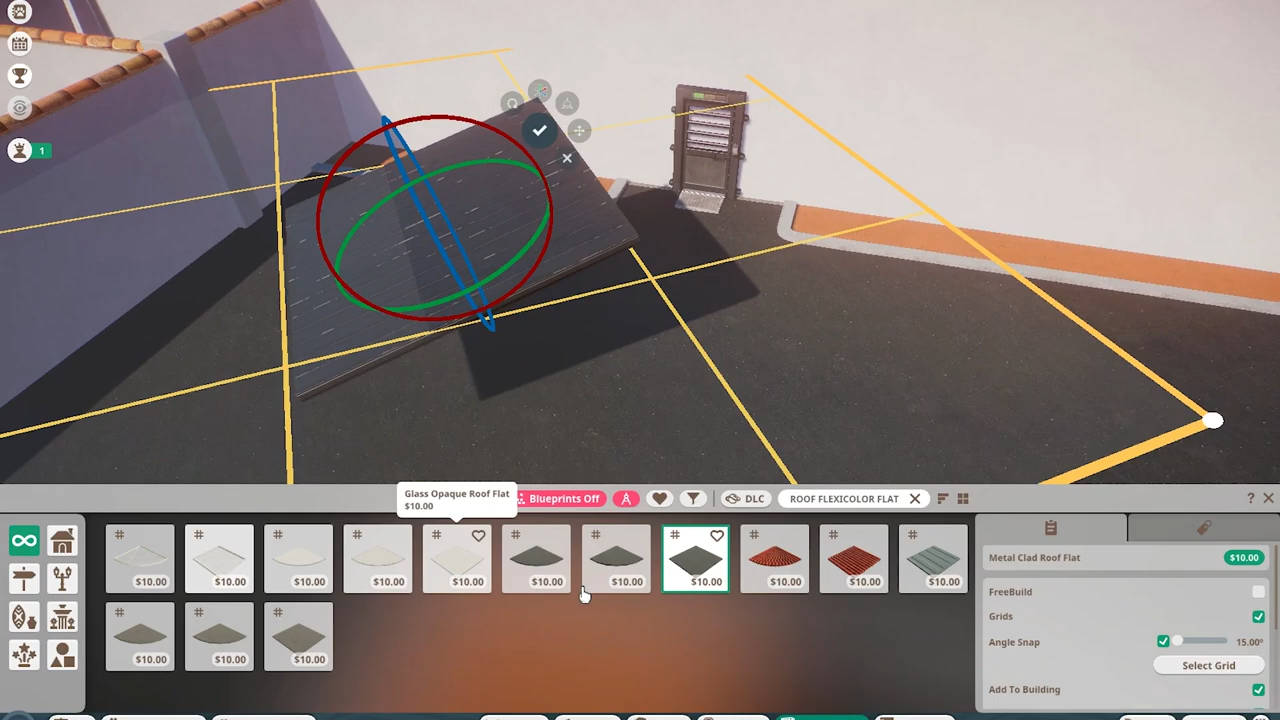 1
Glass Opaque Roof Flat
$10.00
Blueprints Off
DLC
ROOF FLEXICOLOR FLAT
?
$10.00 $10.00 $10.00 $10.00 $10.00 $10.00 $10.00 $10.00 $10.00 $10.00 $10.00
$10.00 $10.00 $10.00
Metal Clad Roof Flat $10.00
FreeBuild
Grids
Angle Snap 15.00°
Select Grid
Add To Building